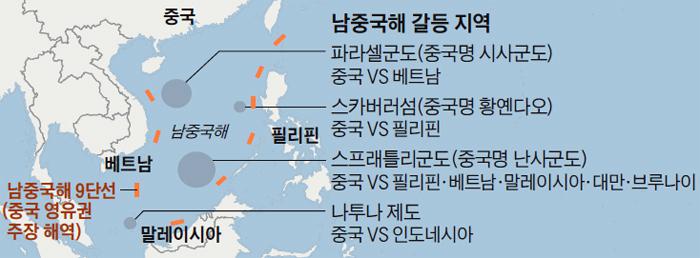 중국
남중국해
필리핀
베트남
남중국해 9단선
(중국 영유권
주장 해역)
말레이시아
남중국해 갈등 지역
파라셀군도(중국명 시사군도)
중국 VS 베트남
스카버러섬(중국명 황옌다오)
중국 VS 필리핀
스프래틀리군도(중국명 난사군도)
중국 VS 필리핀·베트남·말레이시아·대만·브루나이
나투나 제도
중국 VS 인도네시아